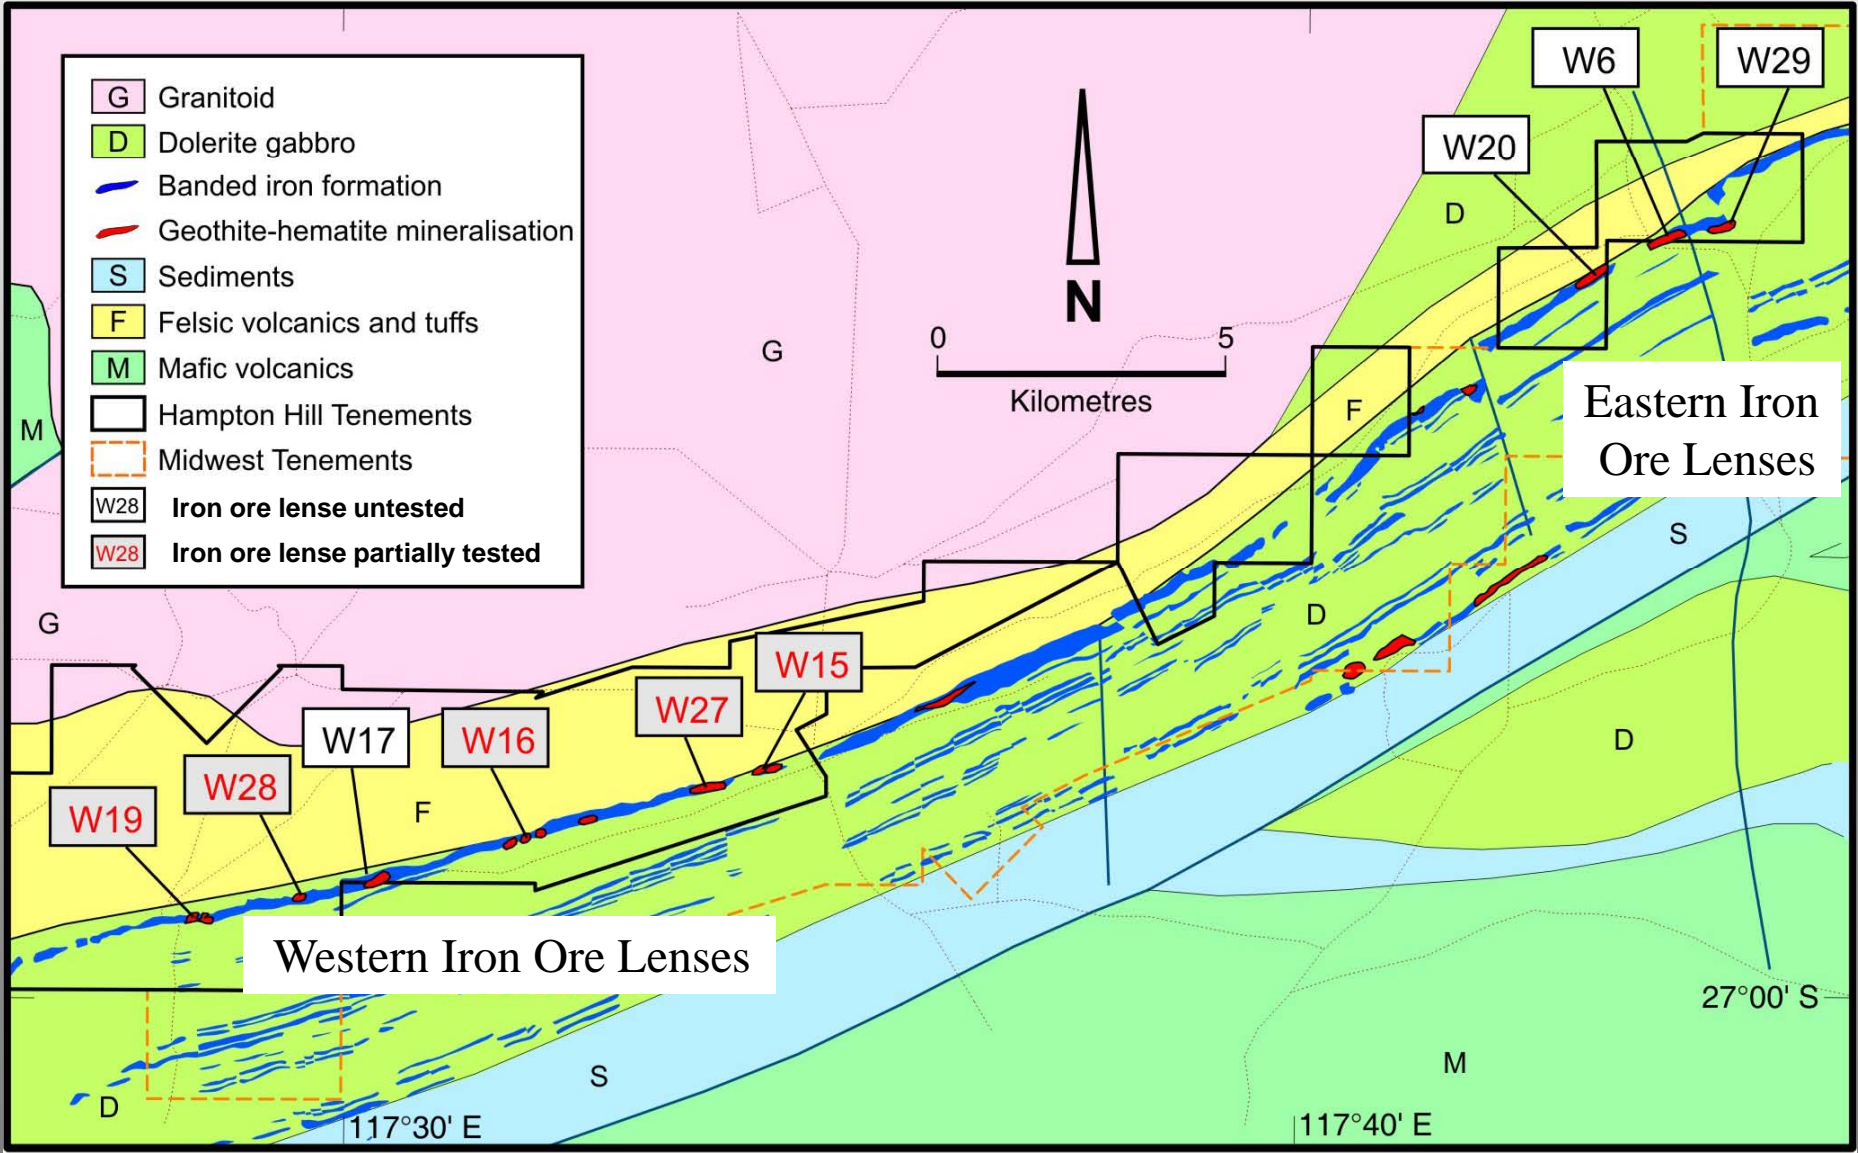 G Granitoid
D Dolerite gabbro
Banded iron formation
Geothite-hematite mineralisation
S Sediments
F Felsic volcanics and tuffs
M Mafic volcanics
Hampton Hill Tenements
Midwest Tenements
W28 Iron ore lense untested
W28 Iron ore lense partially tested
W6
W29
W20
D
N
0 5
Kilometres
G
F
M
Eastern Iron
Ore Lenses
S
G
D
W15
W27
W17
W16
W28
W19
F
D
Western Iron Ore Lenses
27°00' S
S
M
D
117°30' E
117°40' E